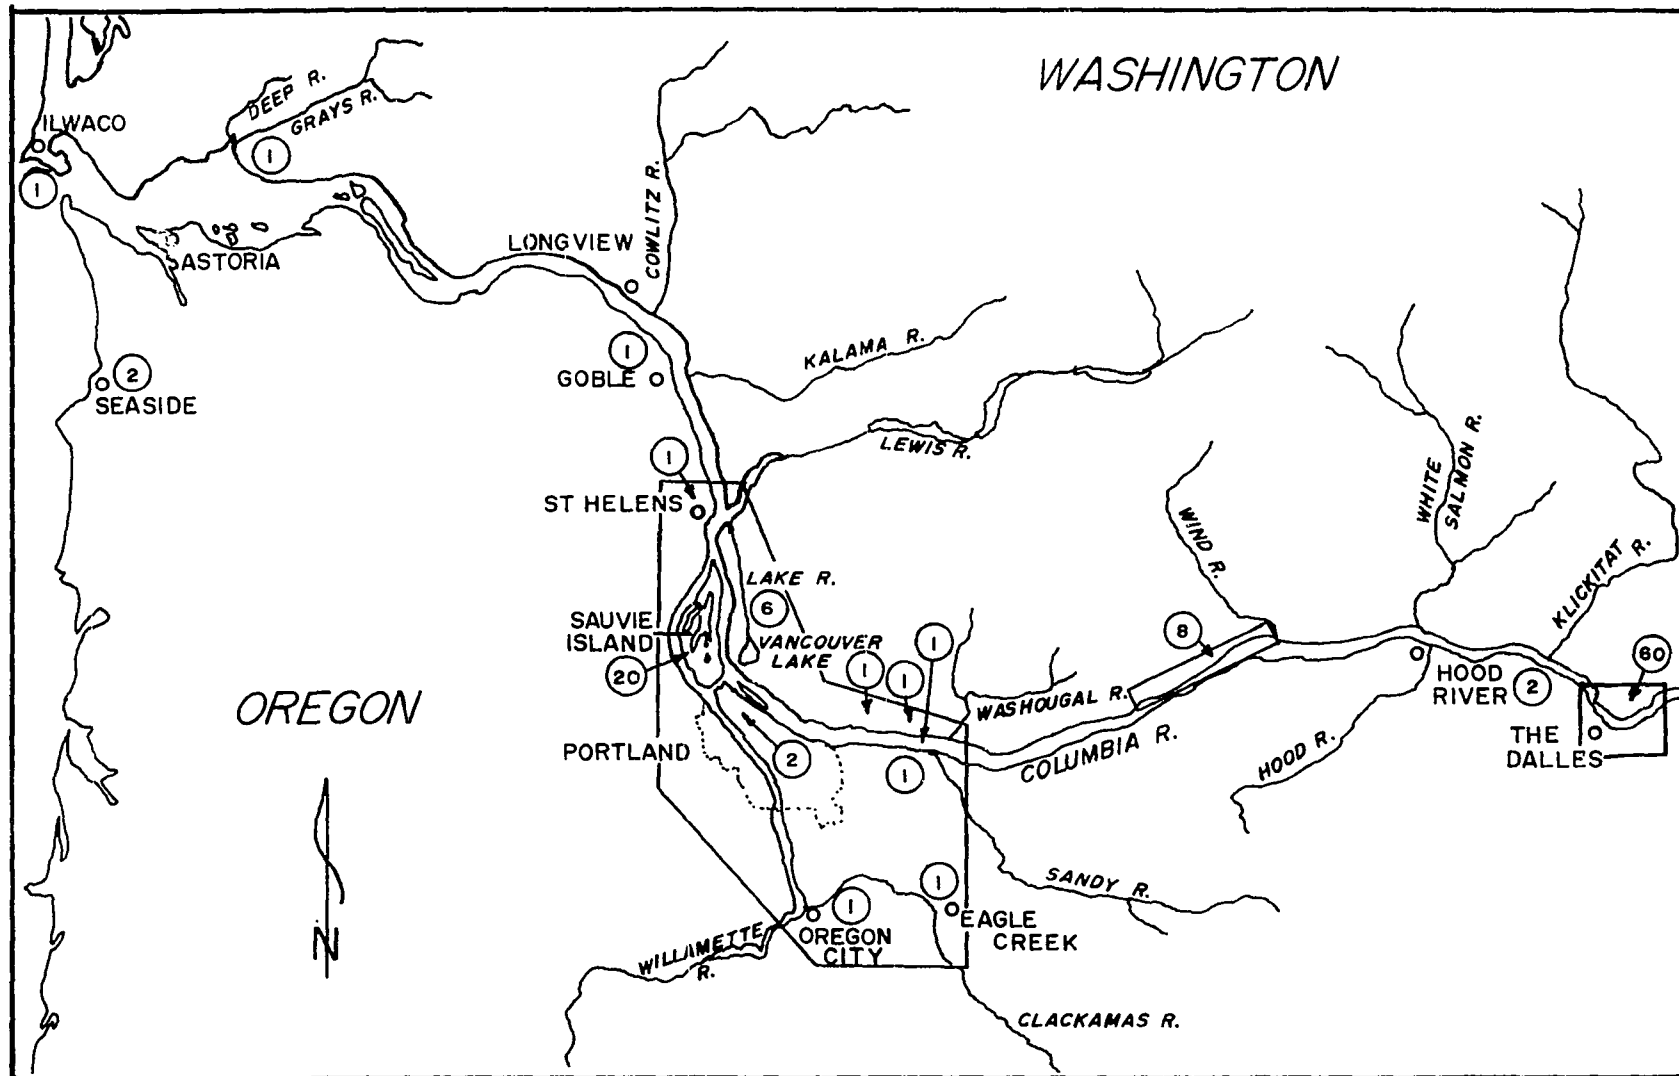 WASHINGTON
DEEP R.
GRAYS R.
ILWACO
1
1
COWLITZ R.
LONGVIEW
ASTORIA
1
KALAMA R.
GOBLE
2
SEASIDE
LEWIS R.
1
ST HELENS
WHITE
SALMON R.
WIND R.
KLICKITAT R.
LAKE R.
6
SAUVIE
ISLAND
20
VANCOUVER
LAKE
1
1
1
8
WASHOUGAL R.
HOOD
RIVER
2
60
OREGON
PORTLAND
2
1
COLUMBIA R.
HOOD R.
THE
DALLES
SANDY R.
1
EAGLE
CREEK
1
OREGON
CITY
WILLAMETTE
R.
N
CLACKAMAS R.